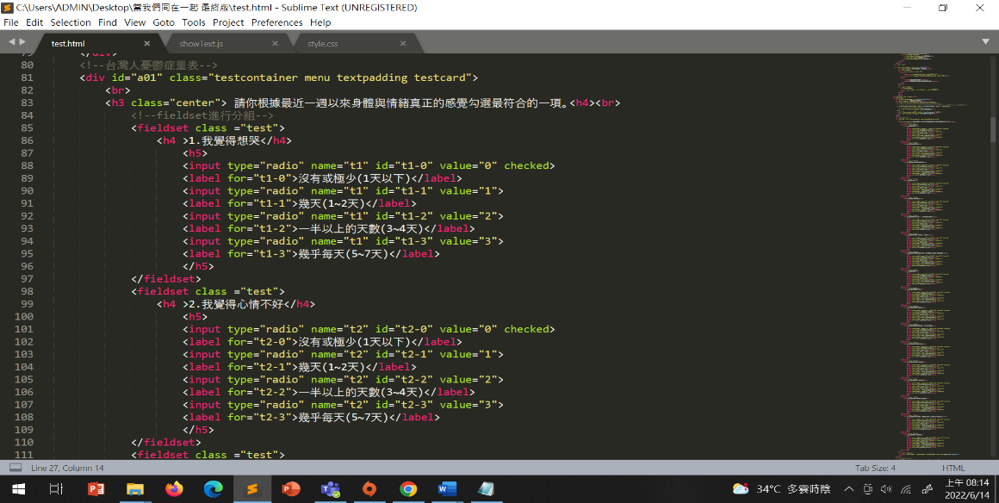 C:\Users\ADMIN\Desktop\當我們同在一起 最終版\test.html - Sublime Text (UNREGISTERED)
File Edit Selection Find View Goto Tools Project Preferences Help
test.html × showText.js × style.css ×
79 </div>
80 <!--台灣人憂鬱症量表-->
81 <div id="a01" class="testcontainer menu textpadding testcard">
82 <br>
83 <h3 class="center"> 請你根據最近一週以來身體與情緒真正的感覺勾選最符合的一項。<h4><br>
84 <!--fieldset進行分組-->
85 <fieldset class ="test">
86 <h4 >1.我覺得想哭</h4>
87 <h5>
88 <input type="radio" name="t1" id="t1-0" value="0" checked>
89 <label for="t1-0">沒有或極少(1天以下)</label>
90 <input type="radio" name="t1" id="t1-1" value="1">
91 <label for="t1-1">幾天(1~2天)</label>
92 <input type="radio" name="t1" id="t1-2" value="2">
93 <label for="t1-2">一半以上的天數(3~4天)</label>
94 <input type="radio" name="t1" id="t1-3" value="3">
95 <label for="t1-3">幾乎每天(5~7天)</label>
96 </h5>
97 </fieldset>
98 <fieldset class ="test">
99 <h4 >2.我覺得心情不好</h4>
100 <h5>
101 <input type="radio" name="t2" id="t2-0" value="0" checked>
102 <label for="t2-0">沒有或極少(1天以下)</label>
103 <input type="radio" name="t2" id="t2-1" value="1">
104 <label for="t2-1">幾天(1~2天)</label>
105 <input type="radio" name="t2" id="t2-2" value="2">
106 <label for="t2-2">一半以上的天數(3~4天)</label>
107 <input type="radio" name="t2" id="t2-3" value="3">
108 <label for="t2-3">幾乎每天(5~7天)</label>
109 </h5>
110 </fieldset>
111 <fieldset class ="test">
Line 27, Column 14 Tab Size: 4 HTML
34°C 多雲時陰
上午 08:14
2022/6/14